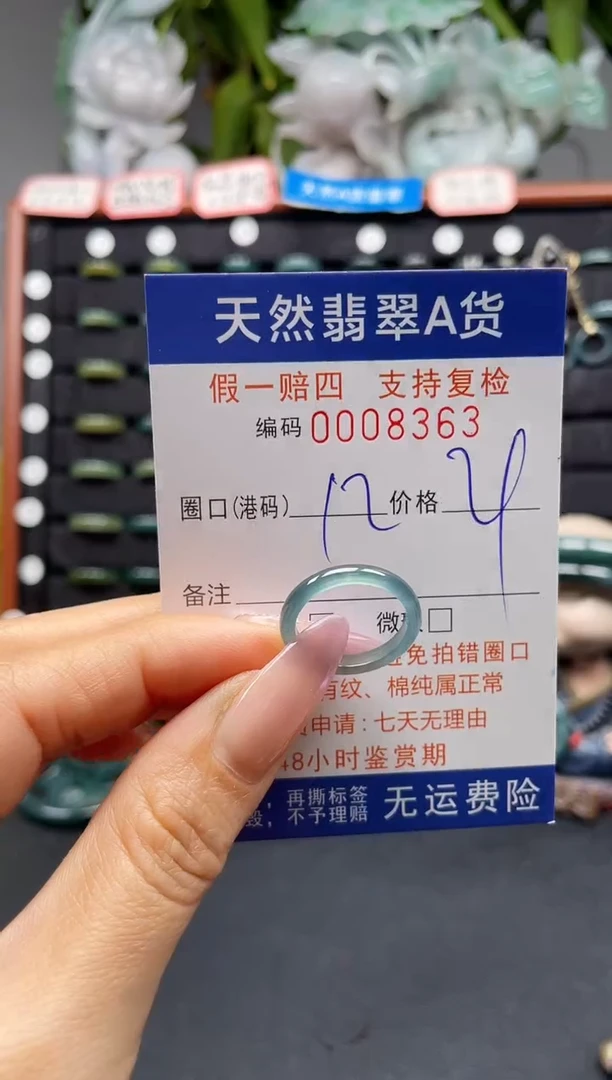 天然翡翠A货
假一赔四 支持复检
编码 0008363
圈口(港码) 12 价格
备注
微
免拍错圈口
有纹、棉纯属正常
申请:七天无理由
48小时鉴赏期
再撕标签
毁; 不予理赔 无运费险